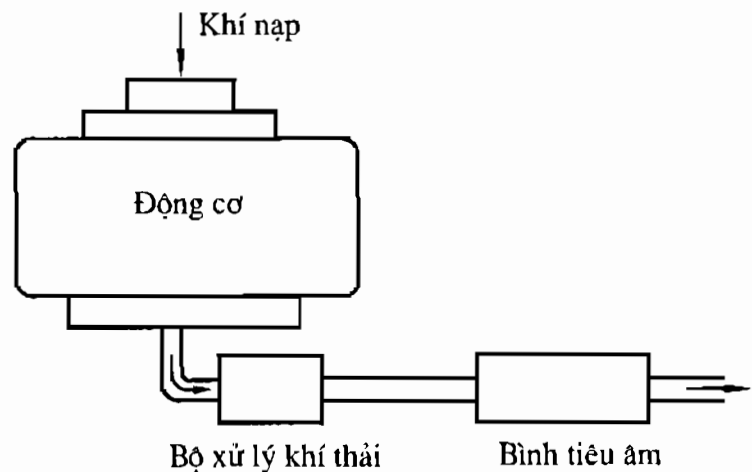 Khí nạp
Động cơ
Bộ xử lý khí thải
Bình tiêu âm